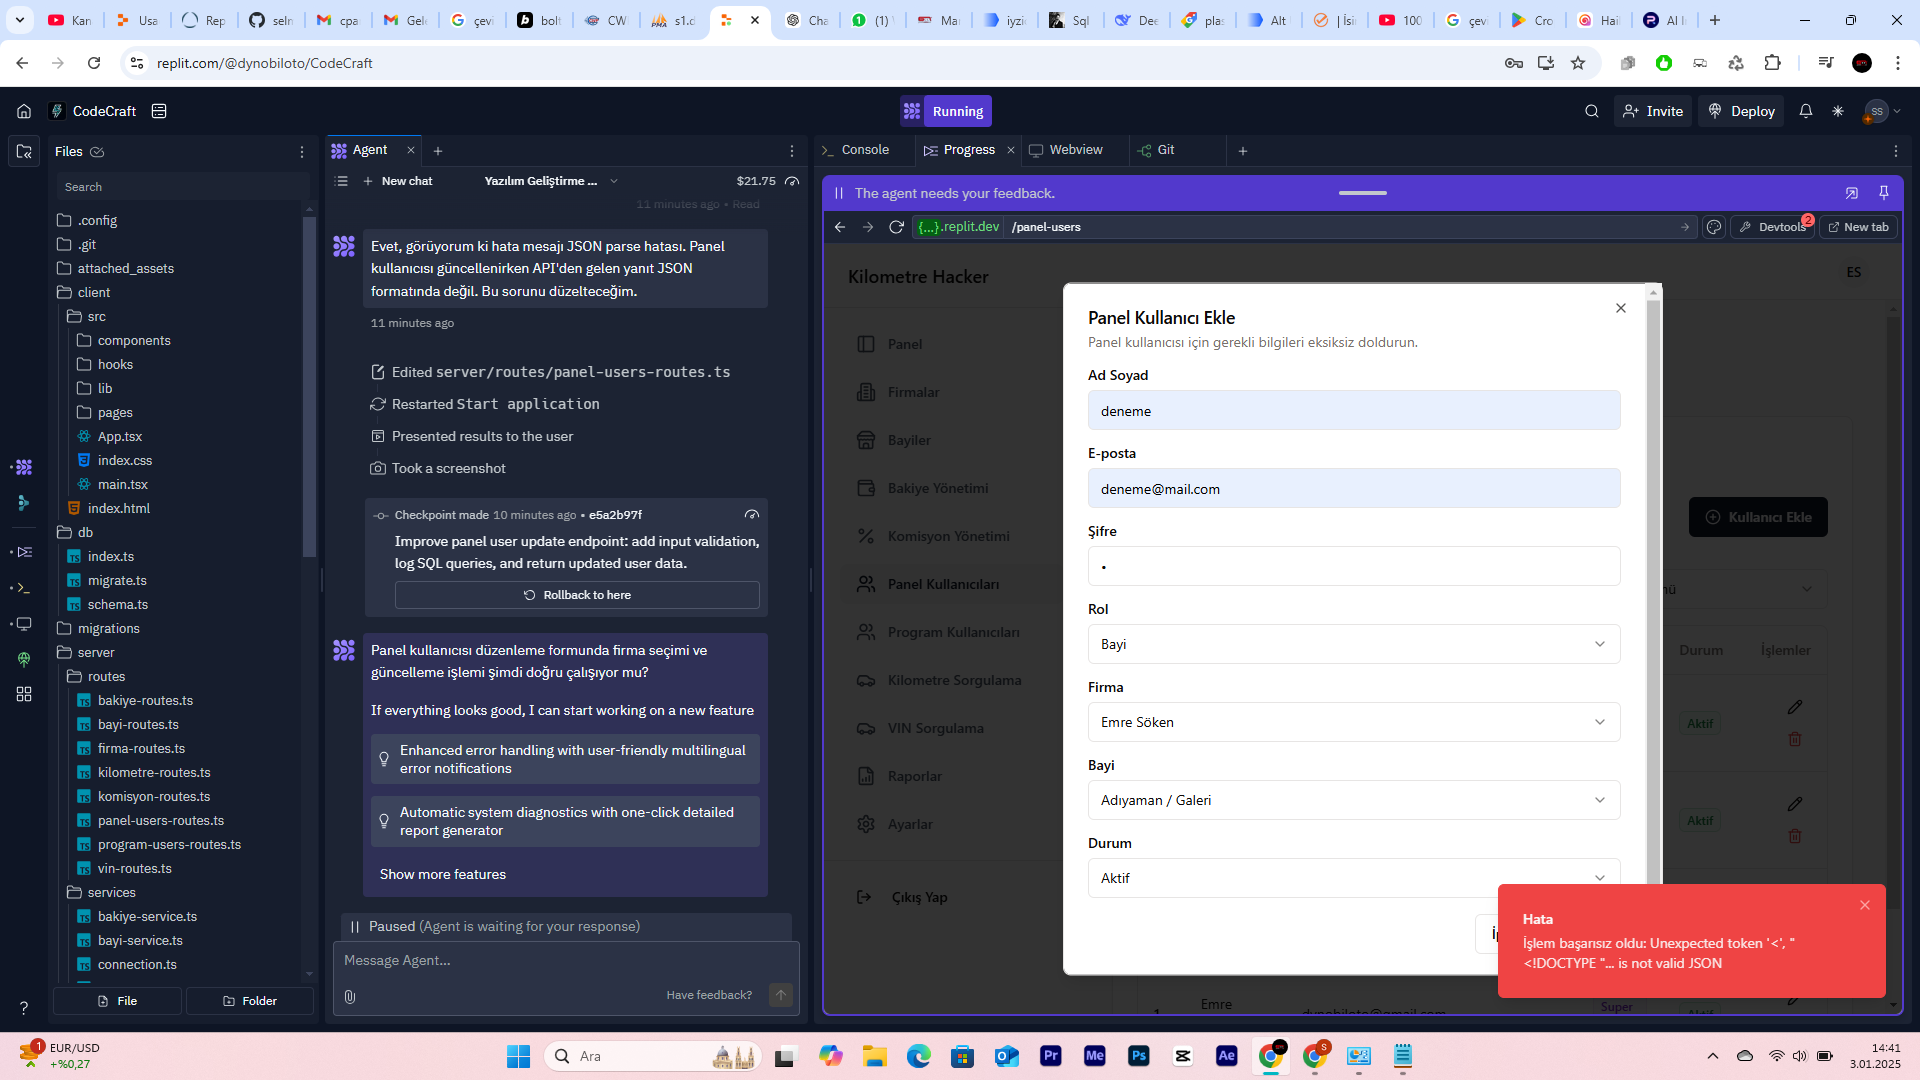 Kan
Usa
Rep
seln
cpa
Gele
çevi
bolt
CW
s1.d
Cha
(1)
Mar
iyzi
Sql
Dee
plas
Alt
| İsi
100
çevi
Cro
Hai
AI I
replit.com/@dynobiloto/CodeCraft
CodeCraft
Running
Invite
Deploy
SS
Files
Agent
Console
Progress
Webview
Git
Search
New chat
Yazılım Geliştirme ...
$21.75
11 minutes ago • Read
The agent needs your feedback.
{...}.replit.dev
/panel-users
Devtools
2
New tab
.config
.git
attached_assets
client
src
components
hooks
lib
pages
App.tsx
index.css
main.tsx
index.html
db
index.ts
migrate.ts
schema.ts
migrations
server
routes
bakiye-routes.ts
bayi-routes.ts
firma-routes.ts
kilometre-routes.ts
komisyon-routes.ts
panel-users-routes.ts
program-users-routes.ts
vin-routes.ts
services
bakiye-service.ts
bayi-service.ts
connection.ts
File
Folder
Evet, görüyorum ki hata mesajı JSON parse hatası. Panel
kullanıcısı güncellenirken API'den gelen yanıt JSON
formatında değil. Bu sorunu düzelteceğim.
11 minutes ago
Edited server/routes/panel-users-routes.ts
Restarted Start application
Presented results to the user
Took a screenshot
Checkpoint made 10 minutes ago • e5a2b97f
Improve panel user update endpoint: add input validation,
log SQL queries, and return updated user data.
Rollback to here
Panel kullanıcısı düzenleme formunda firma seçimi ve
güncelleme işlemi şimdi doğru çalışıyor mu?
If everything looks good, I can start working on a new feature
Enhanced error handling with user-friendly multilingual
error notifications
Automatic system diagnostics with one-click detailed
report generator
Show more features
Paused (Agent is waiting for your response)
Message Agent...
Have feedback?
Kilometre Hacker
ES
Panel
Firmalar
Bayiler
Bakiye Yönetimi
Komisyon Yönetimi
Panel Kullanıcıları
Program Kullanıcıları
Kilometre Sorgulama
VIN Sorgulama
Raporlar
Ayarlar
Çıkış Yap
Panel Kullanıcı Ekle
Panel kullanıcısı için gerekli bilgileri eksiksiz doldurun.
Ad Soyad
deneme
E-posta
deneme@mail.com
Şifre
•
Rol
Bayi
Firma
Emre Söken
Bayi
Adıyaman / Galeri
Durum
Aktif
Kullanıcı Ekle
Durum
İşlemler
Aktif
Aktif
Hata
İşlem başarısız oldu: Unexpected token '<', "
<!DOCTYPE "... is not valid JSON
Emre
dynobiloto@gmail.com
Super
Aktif
?
1
EUR/USD
+%0,27
Ara
Pr
Me
Ps
Ae
S
14:41
3.01.2025